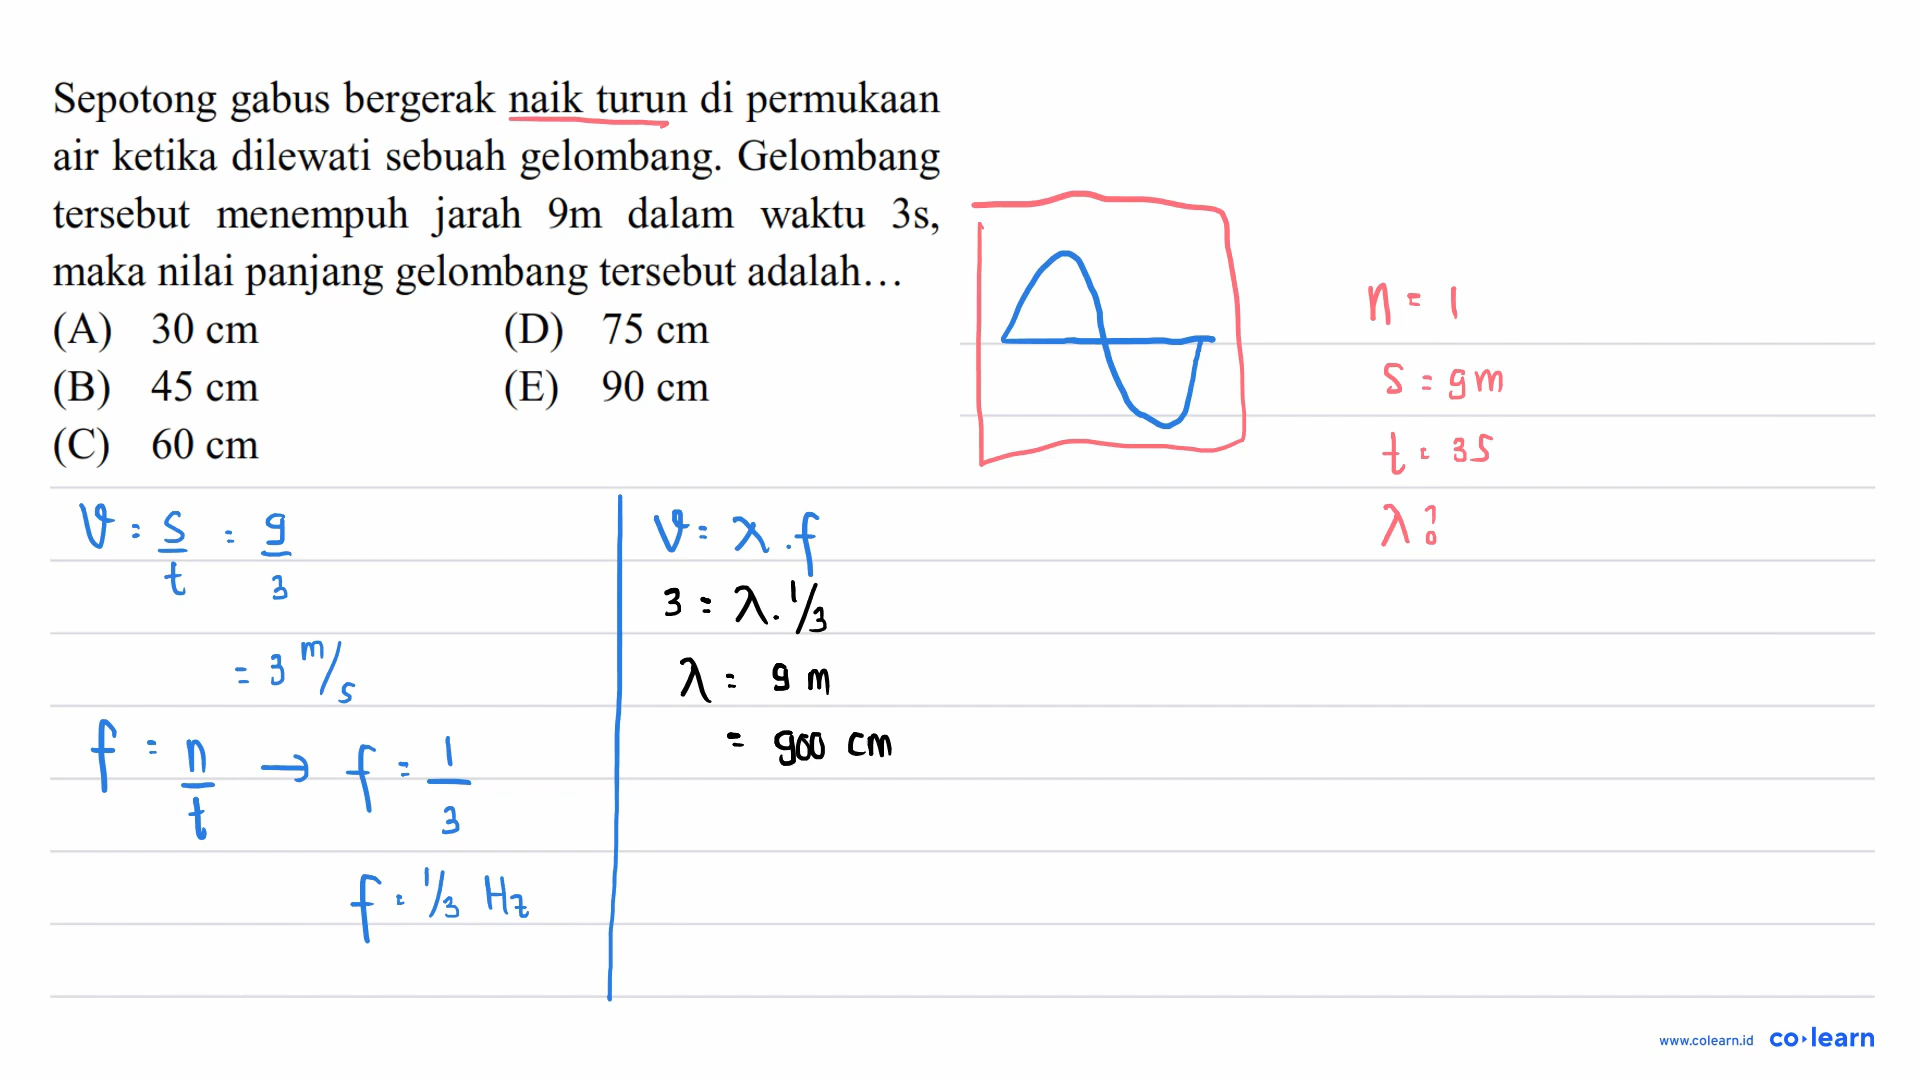 Sepotong gabus bergerak naik turun di permukaan
air ketika dilewati sebuah gelombang. Gelombang
tersebut menempuh jarah 9m dalam waktu 3s,
maka nilai panjang gelombang tersebut adalah…
(A) 30 cm (D) 75 cm
(B) 45 cm (E) 90 cm
(C) 60 cm
n = 1
s = 9m
t = 3s
λ?
v = s/t = 9/3
= 3 m/s
f = n/t → f = 1/3
f = 1/3 Hz
v = λ . f
3 = λ . 1/3
λ = 9 m
= 900 cm
www.colearn.id co•learn